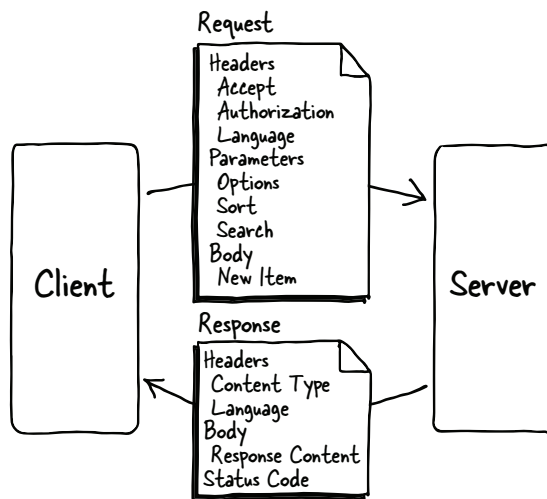 Request
Headers
Accept
Authorization
Language
Parameters
Options
Sort
Search
Body
New Item
Client
Server
Response
Headers
Content Type
Language
Body
Response Content
Status Code